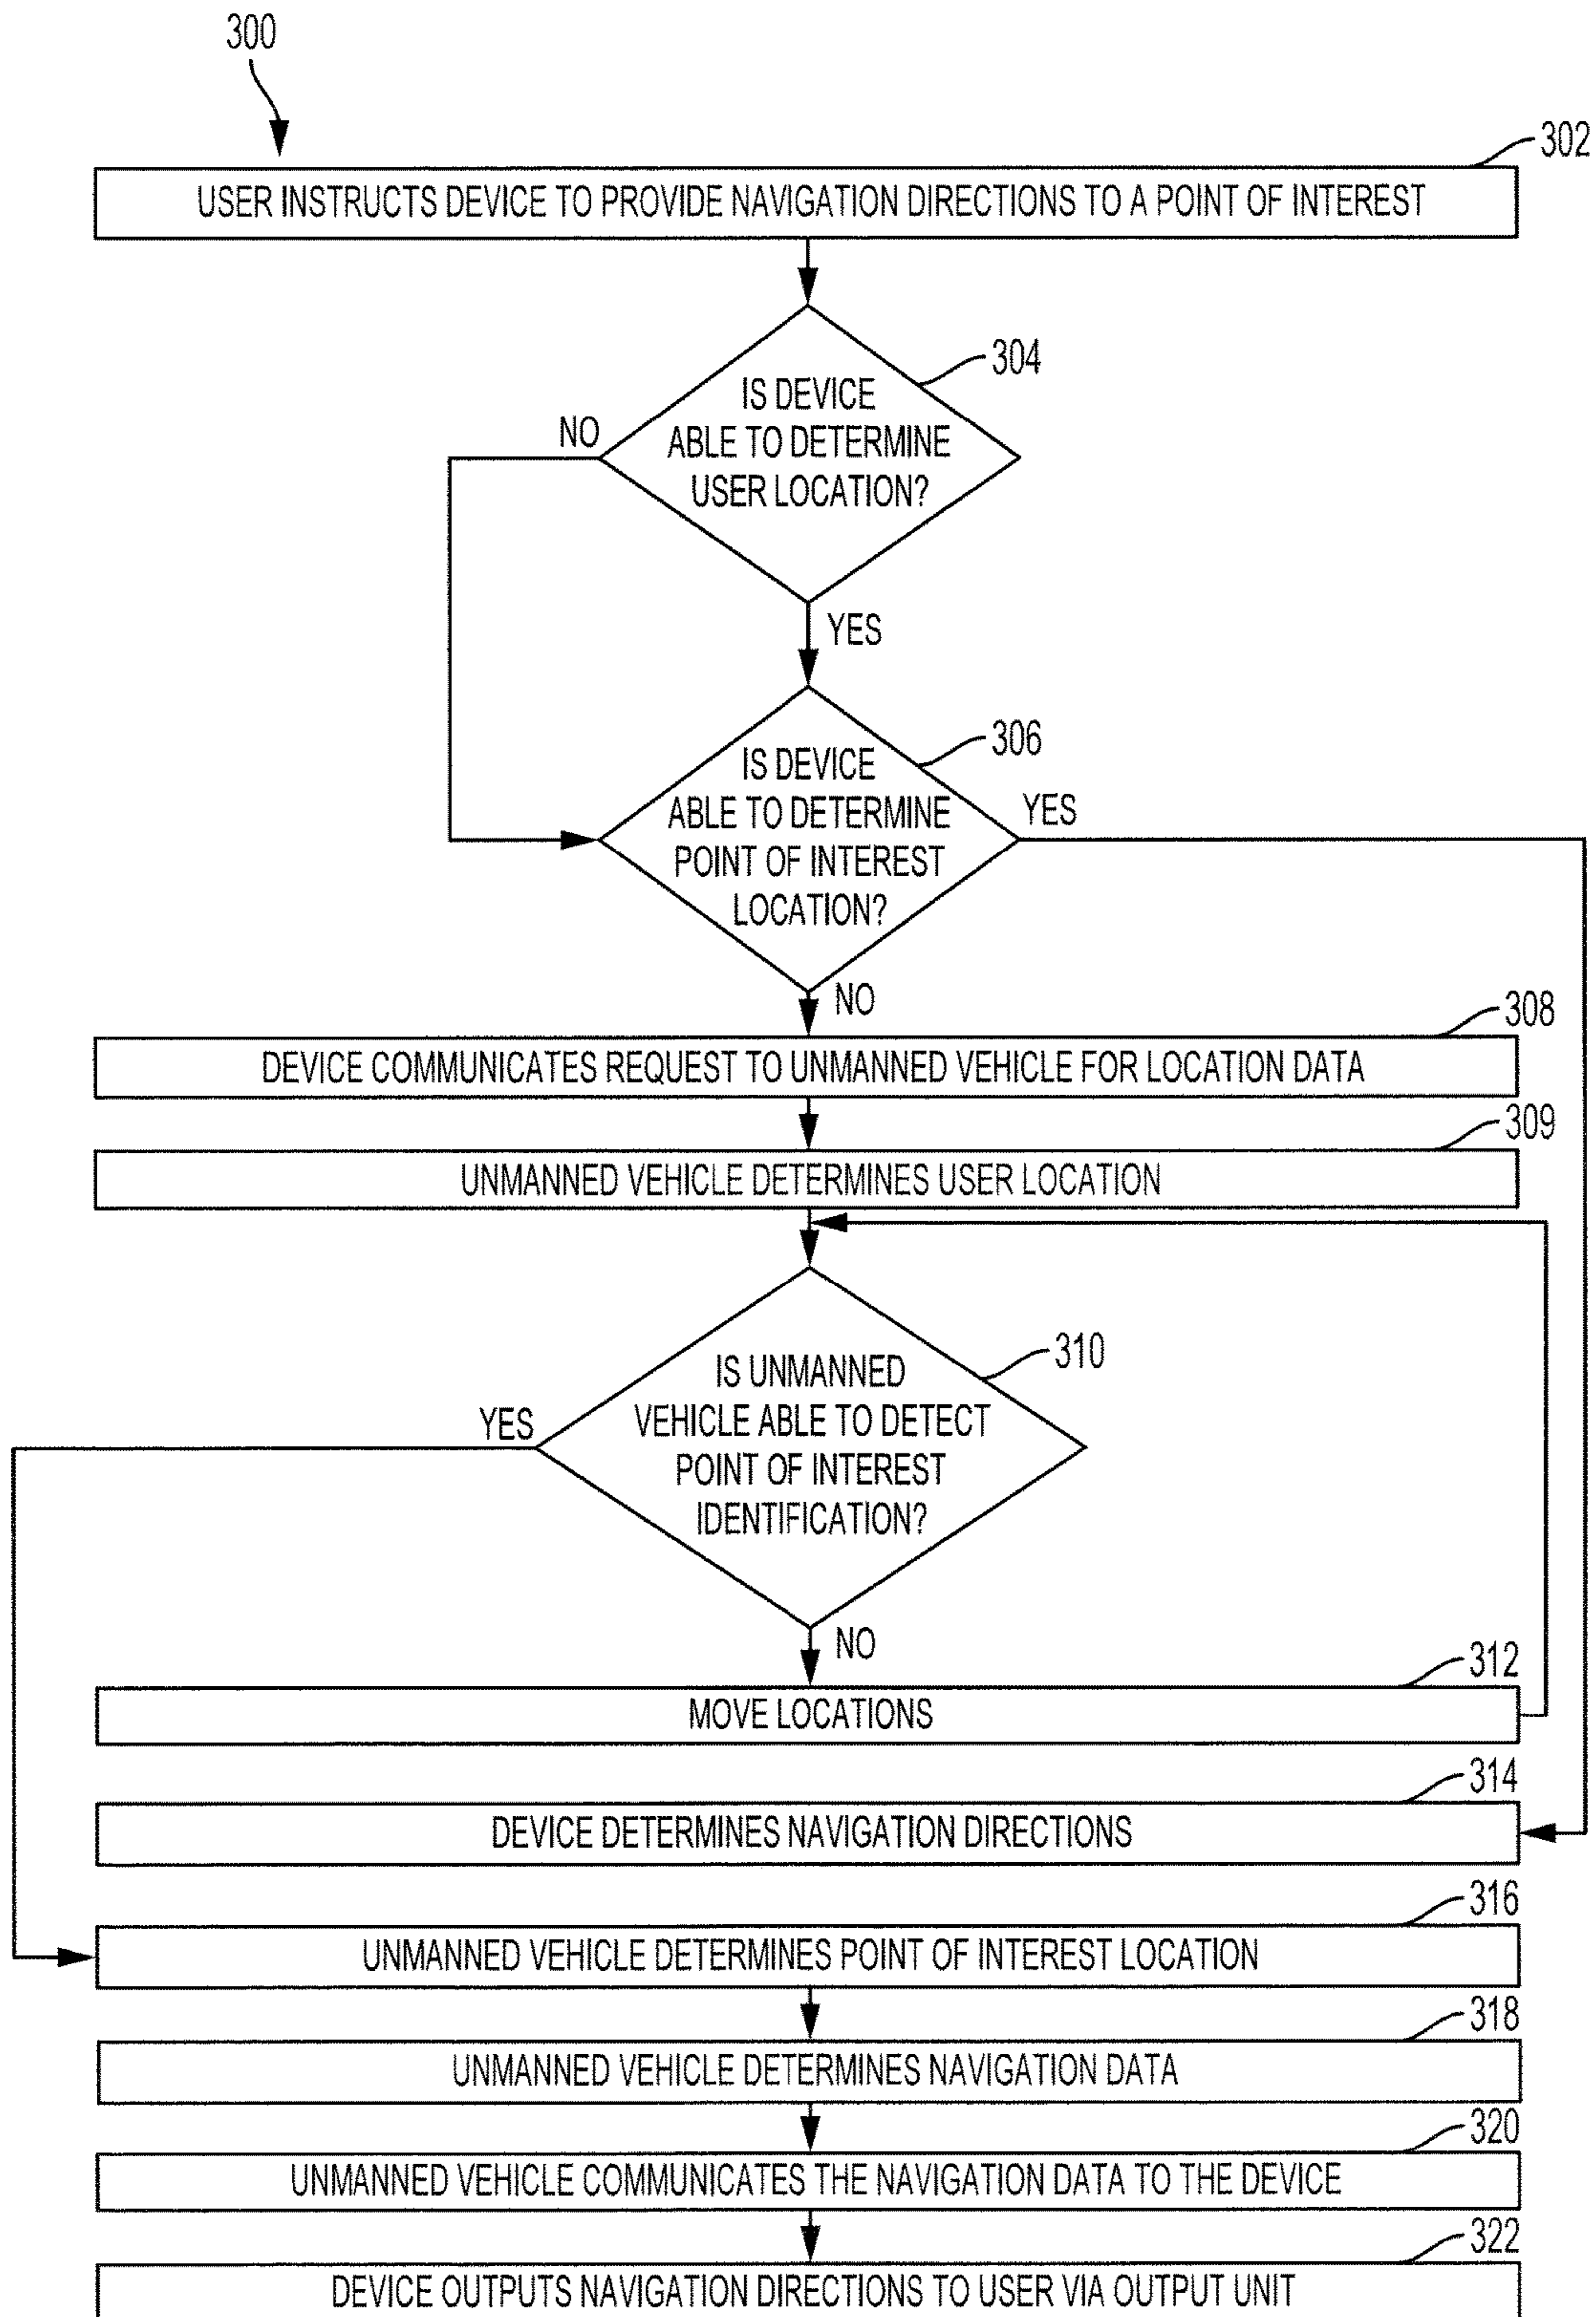 300
302
USER INSTRUCTS DEVICE TO PROVIDE NAVIGATION DIRECTIONS TO A POINT OF INTEREST
304
IS DEVICE
ABLE TO DETERMINE
USER LOCATION?
NO
YES
306
IS DEVICE
ABLE TO DETERMINE
POINT OF INTEREST
LOCATION?
YES
NO
308
DEVICE COMMUNICATES REQUEST TO UNMANNED VEHICLE FOR LOCATION DATA
309
UNMANNED VEHICLE DETERMINES USER LOCATION
310
IS UNMANNED
VEHICLE ABLE TO DETECT
POINT OF INTEREST
IDENTIFICATION?
YES
NO
312
MOVE LOCATIONS
314
DEVICE DETERMINES NAVIGATION DIRECTIONS
316
UNMANNED VEHICLE DETERMINES POINT OF INTEREST LOCATION
318
UNMANNED VEHICLE DETERMINES NAVIGATION DATA
320
UNMANNED VEHICLE COMMUNICATES THE NAVIGATION DATA TO THE DEVICE
322
DEVICE OUTPUTS NAVIGATION DIRECTIONS TO USER VIA OUTPUT UNIT